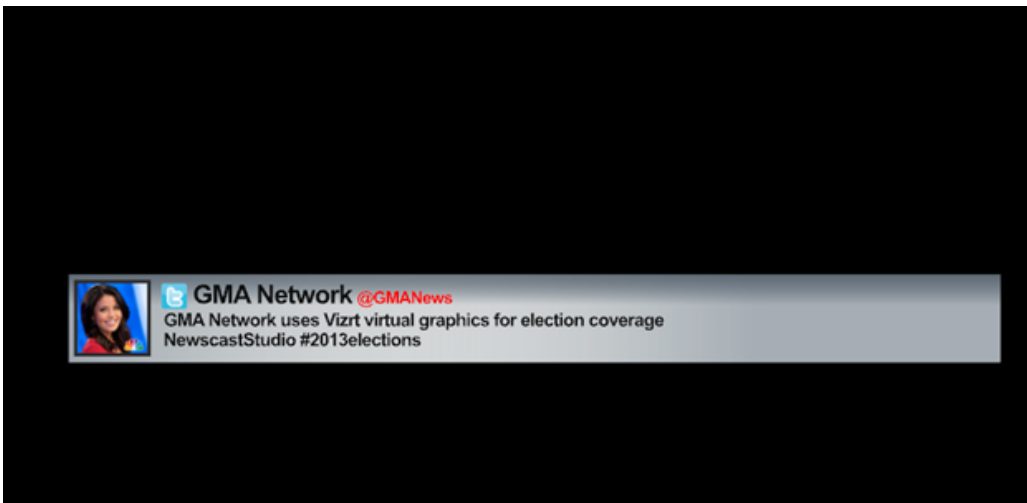 GMA Network @GMANews
GMA Network uses Vizrt virtual graphics for election coverage
NewscastStudio #2013elections